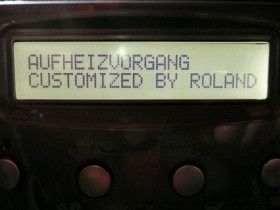 AUFHEIZVORGANG
CUSTOMIZED BY ROLAND